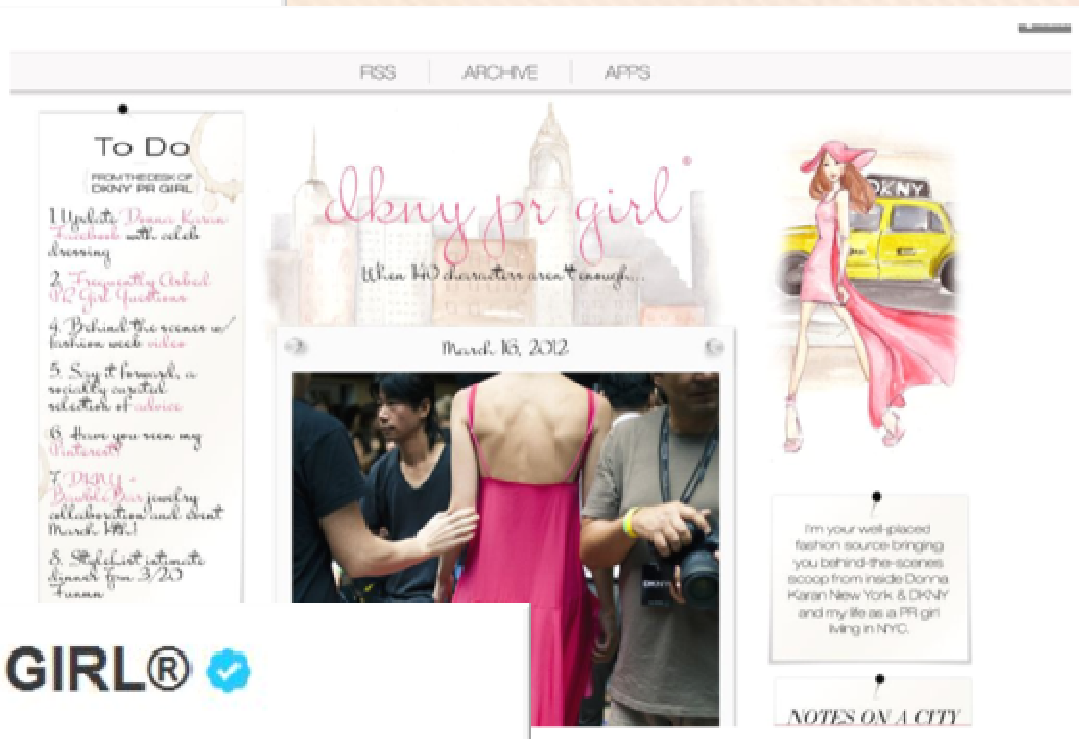 RSS
ARCHIVE
APPS
To Do
FROM THE DESK OF
DKNY PR GIRL
1. Update Donna Karan
Facebook with celeb
dressing
2. Frequently Asked
PR Girl Questions
4. Behind the scenes w/
fashion week video
5. Say it forward, a
socially curated
selection of advice
6. Have you seen my
Pinterest?
7. DKNY +
BaubleBar jewelry
collaboration and event
March 14th!
8. StyleList intimate
dinner 7pm 3/20
dkny pr girl®
When 140 characters aren't enough...
March 16, 2012
DKNY
DKNY
I'm your well-placed
fashion source bringing
you behind-the-scenes
scoop from inside Donna
Karan New York & DKNY
and my life as a PR girl
living in NYC.
NOTES ON A CITY
GIRL®